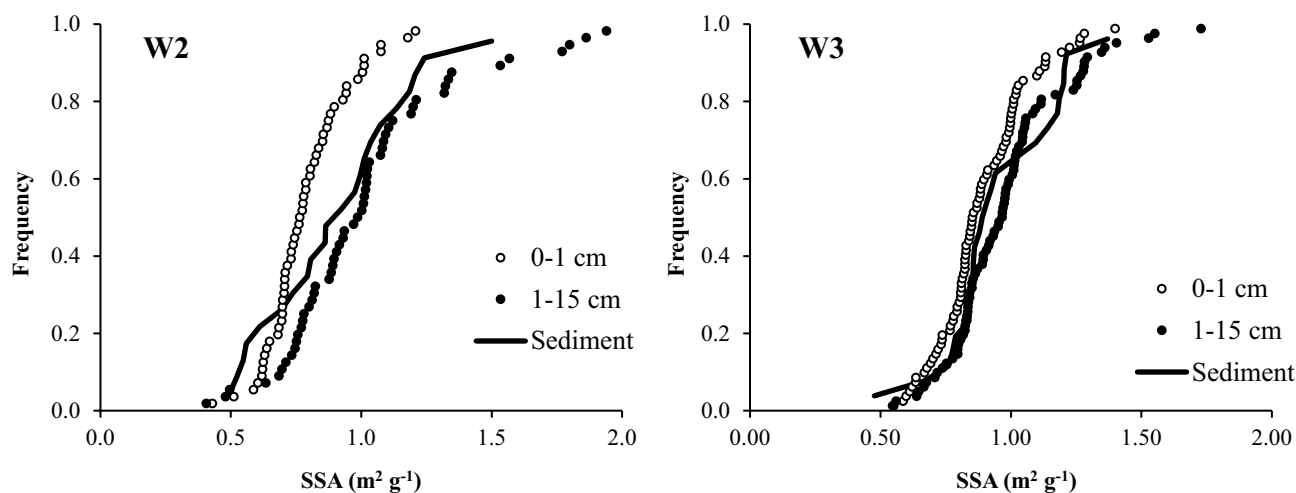 W2
1.0
0.8
0.6
0.4
0.2
0.0
Frequency
0-1 cm
1-15 cm
Sediment
0.0 0.5 1.0 1.5 2.0
SSA (m² g⁻¹)
W3
1.0
0.8
0.6
0.4
0.2
0.0
Frequency
0-1 cm
1-15 cm
Sediment
0.00 0.50 1.00 1.50 2.00
SSA (m² g⁻¹)